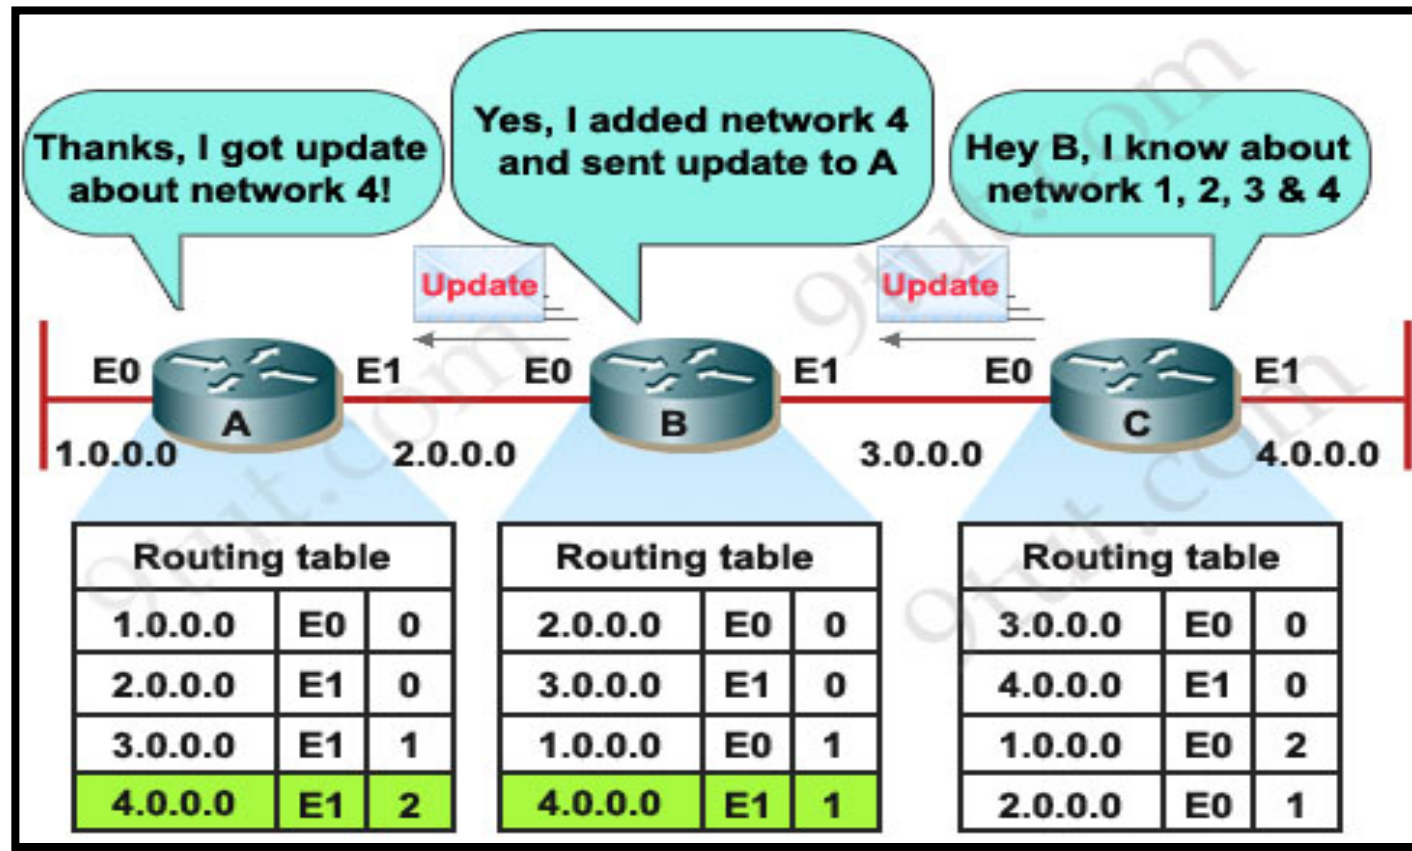 Thanks, I got update
about network 4!
Yes, I added network 4
and sent update to A
Hey B, I know about
network 1, 2, 3 & 4
Update
Update
E0
A
E1
E0
B
E1
E0
C
E1
1.0.0.0
2.0.0.0
3.0.0.0
4.0.0.0
Routing table
1.0.0.0 E0 0
2.0.0.0 E1 0
3.0.0.0 E1 1
4.0.0.0 E1 2
Routing table
2.0.0.0 E0 0
3.0.0.0 E1 0
1.0.0.0 E0 1
4.0.0.0 E1 1
Routing table
3.0.0.0 E0 0
4.0.0.0 E1 0
1.0.0.0 E0 2
2.0.0.0 E0 1
9tut.com
9tut.com
9tut.com